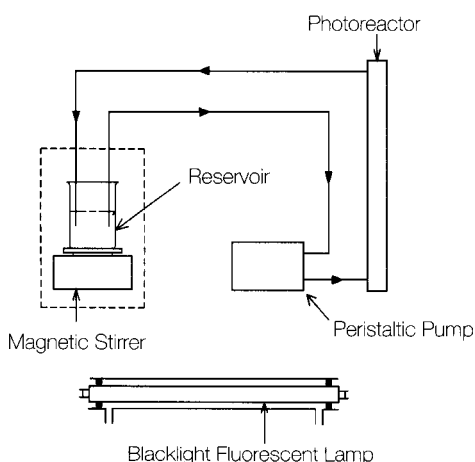 Photoreactor
Reservoir
Peristaltic Pump
Magnetic Stirrer
Blacklight Fluorescent Lamp